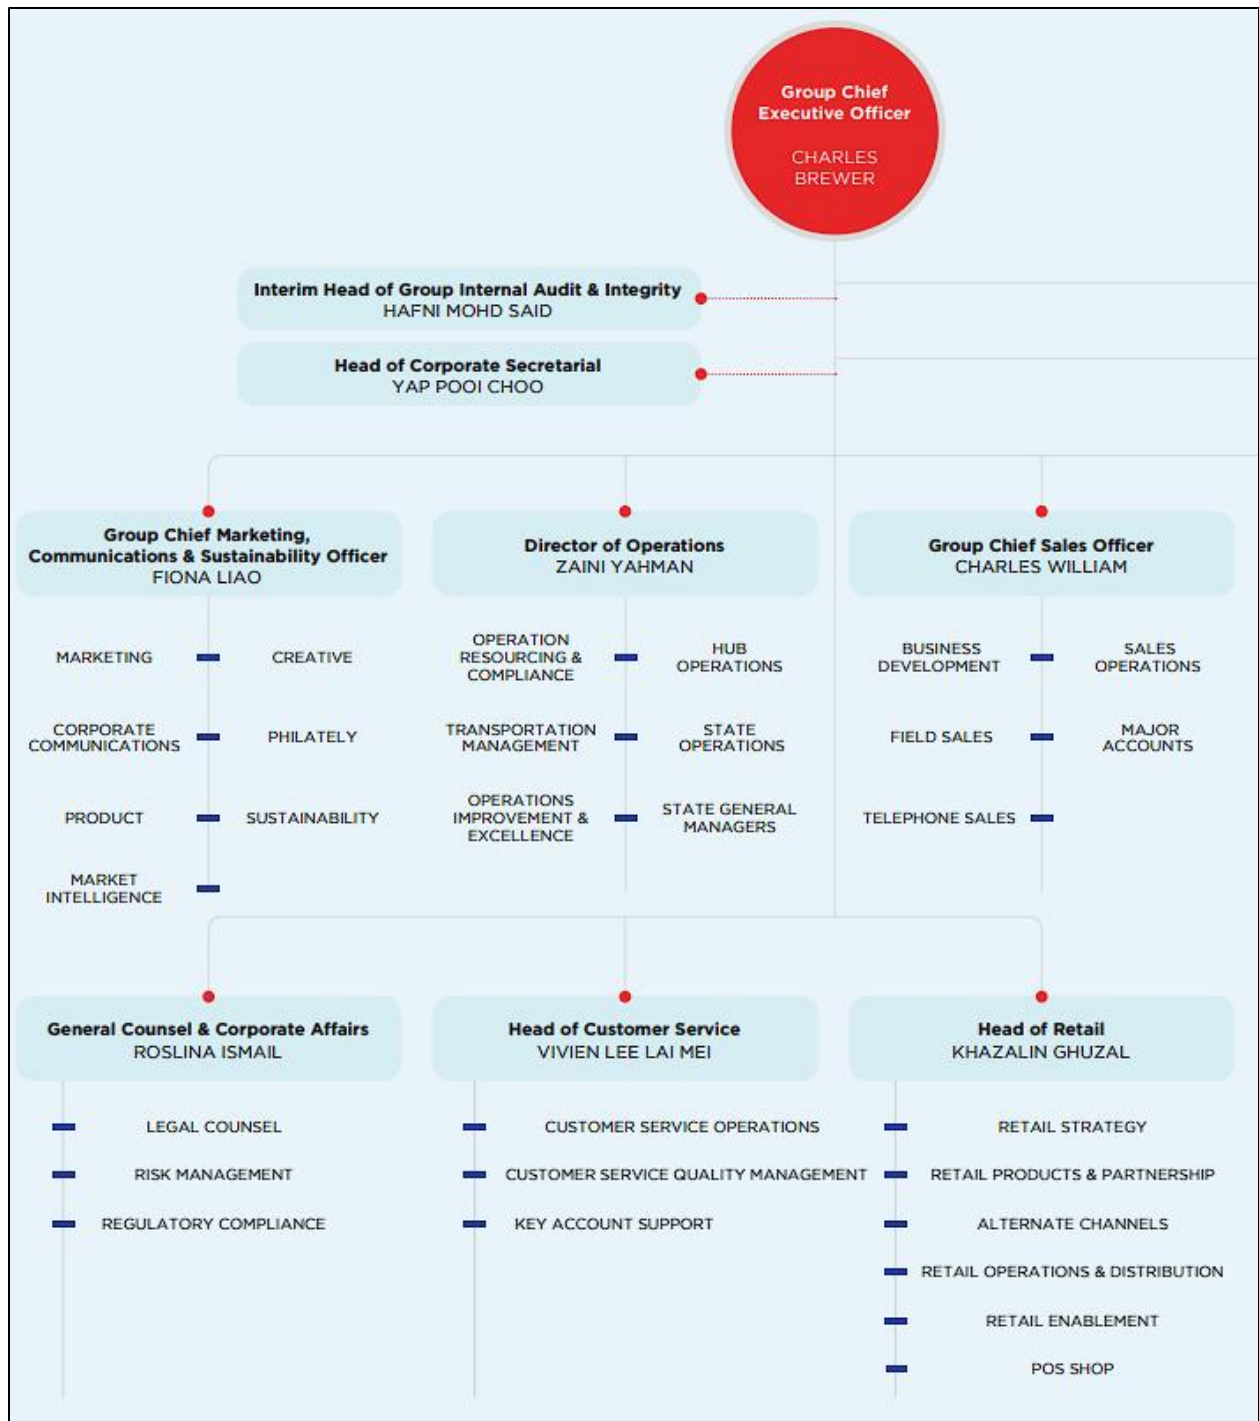 Group Chief
Executive Officer
CHARLES
BREWER
Interim Head of Group Internal Audit & Integrity
HAFNI MOHD SAID
Head of Corporate Secretarial
YAP POOI CHOO
Group Chief Marketing,
Communications & Sustainability Officer
FIONA LIAO
MARKETING
CREATIVE
CORPORATE
COMMUNICATIONS
PHILATELY
PRODUCT
SUSTAINABILITY
MARKET
INTELLIGENCE
Director of Operations
ZAINI YAHMAN
OPERATION
RESOURCING &
COMPLIANCE
HUB
OPERATIONS
TRANSPORTATION
MANAGEMENT
STATE
OPERATIONS
OPERATIONS
IMPROVEMENT &
EXCELLENCE
STATE GENERAL
MANAGERS
Group Chief Sales Officer
CHARLES WILLIAM
BUSINESS
DEVELOPMENT
SALES
OPERATIONS
FIELD SALES
MAJOR
ACCOUNTS
TELEPHONE SALES
General Counsel & Corporate Affairs
ROSLINA ISMAIL
LEGAL COUNSEL
RISK MANAGEMENT
REGULATORY COMPLIANCE
Head of Customer Service
VIVIEN LEE LAI MEI
CUSTOMER SERVICE OPERATIONS
CUSTOMER SERVICE QUALITY MANAGEMENT
KEY ACCOUNT SUPPORT
Head of Retail
KHAZALIN GHUZAL
RETAIL STRATEGY
RETAIL PRODUCTS & PARTNERSHIP
ALTERNATE CHANNELS
RETAIL OPERATIONS & DISTRIBUTION
RETAIL ENABLEMENT
POS SHOP